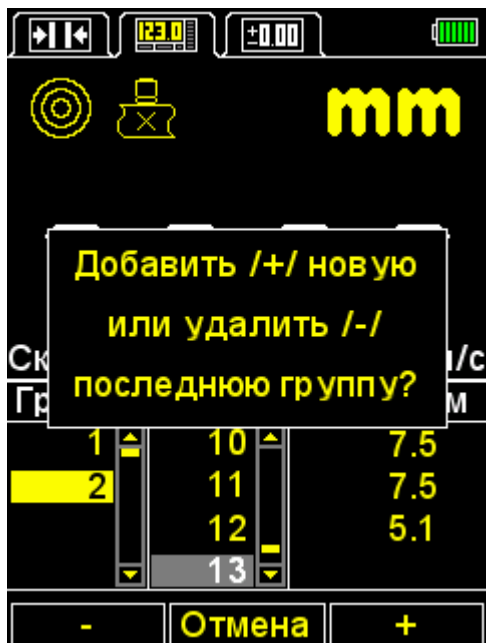 123.0
±0.00
mm
Добавить /+/ новую
или удалить /-/
последнюю группу?
1 10 7.5
2 11 7.5
12 5.1
13
- Отмена +